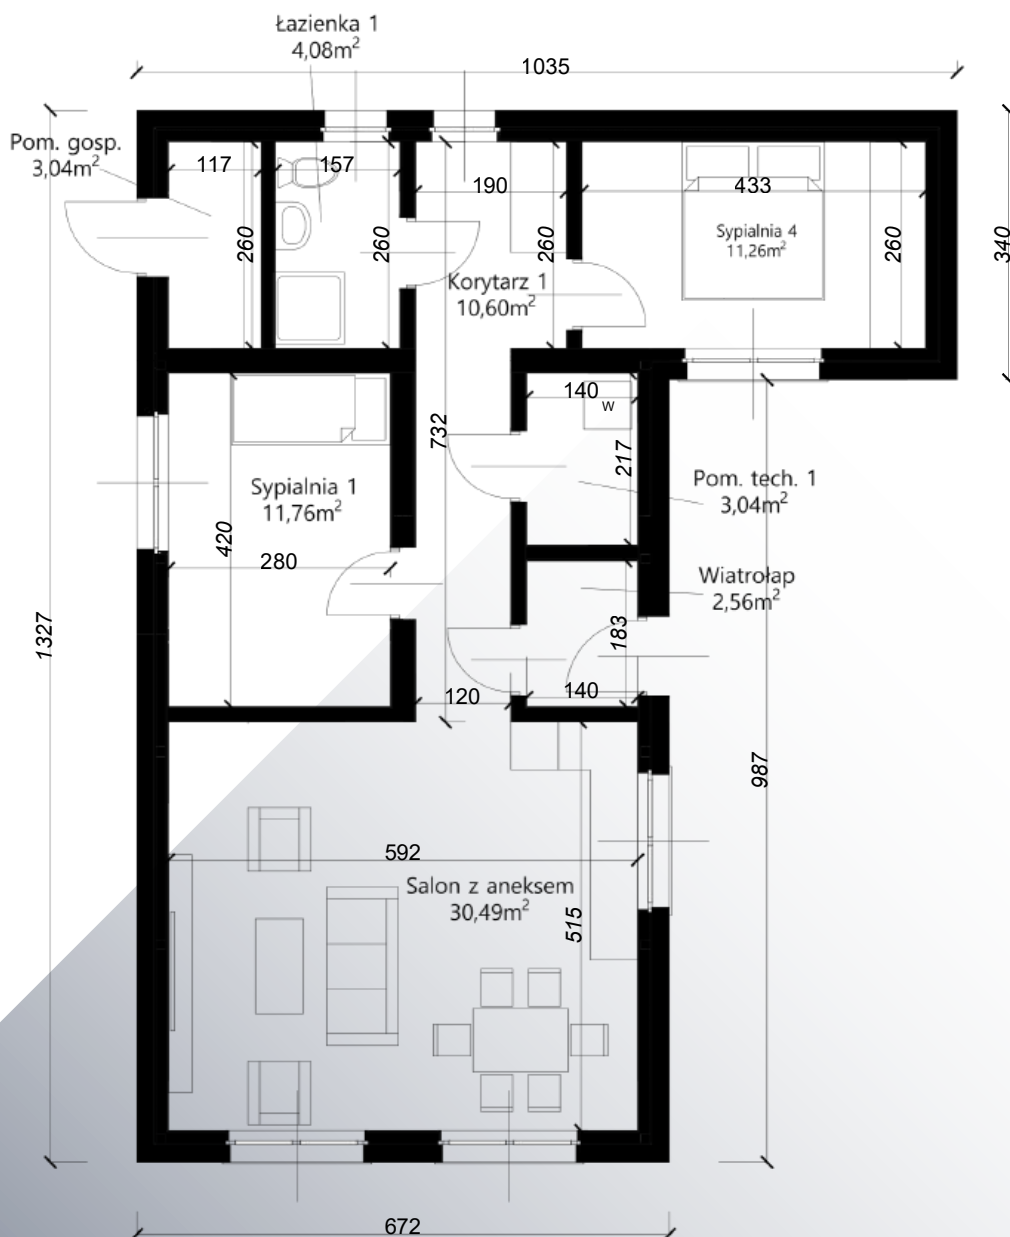 Łazienka 1
4,08m²
1035
Pom. gosp.
3,04m²
117
157
190
433
260
260
260
260
340
Sypialnia 4
11,26m²
Korytarz 1
10,60m²
140
w
732
217
Pom. tech. 1
3,04m²
Sypialnia 1
11,76m²
420
280
Wiatrołap
2,56m²
183
1327
120
140
987
592
Salon z aneksem
30,49m²
515
672